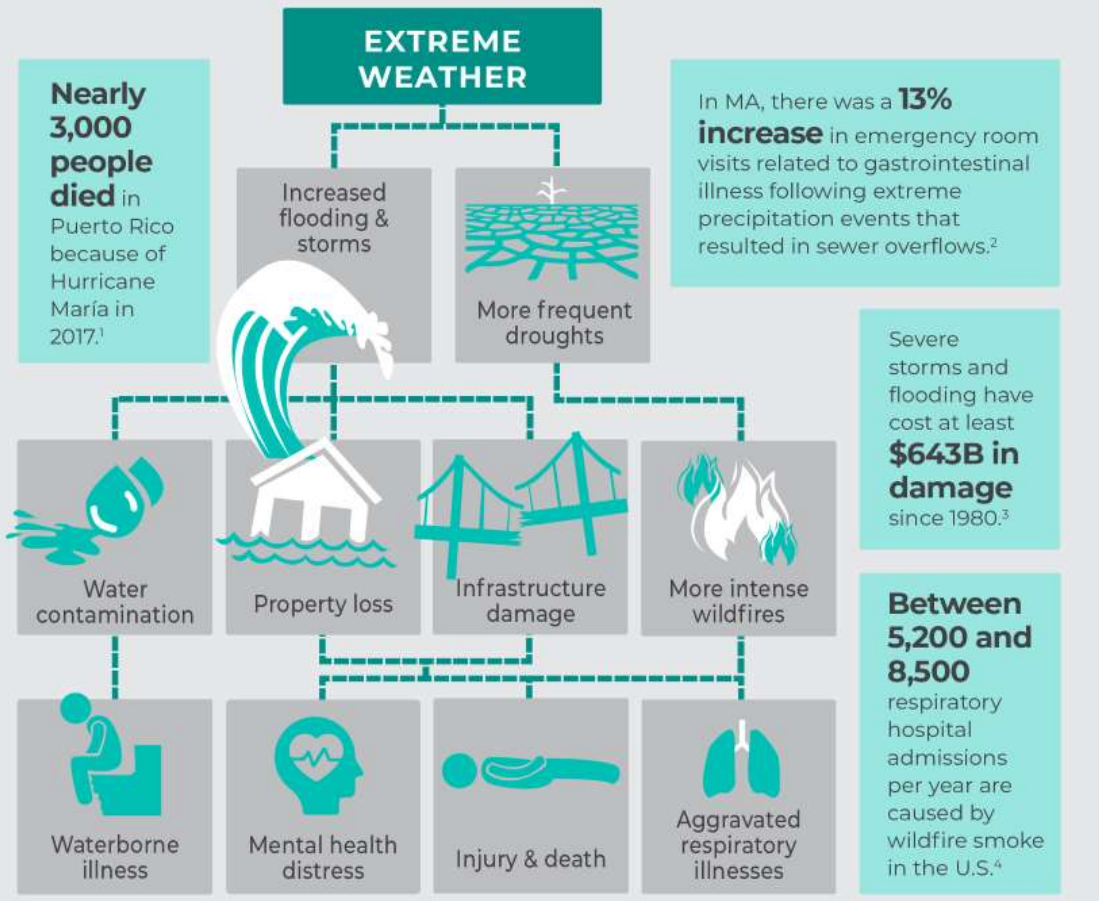 EXTREME
WEATHER
Nearly
3,000
people
died in
Puerto Rico
because of
Hurricane
María in
2017.¹
In MA, there was a 13%
increase in emergency room
visits related to gastrointestinal
illness following extreme
precipitation events that
resulted in sewer overflows.²
Increased
flooding &
storms
More frequent
droughts
Severe
storms and
flooding have
cost at least
$643B in
damage
since 1980.³
Water
contamination
Property loss
Infrastructure
damage
More intense
wildfires
Between
5,200 and
8,500
respiratory
hospital
admissions
per year are
caused by
wildfire smoke
in the U.S.⁴
Waterborne
illness
Mental health
distress
Injury & death
Aggravated
respiratory
illnesses